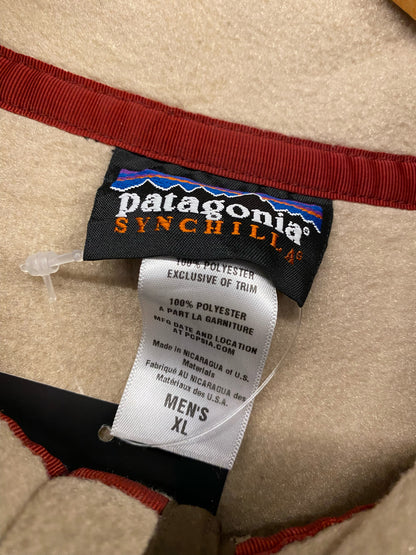 patagonia®
SYNCHILLA®
100% POLYESTER
EXCLUSIVE OF TRIM
100% POLYESTER
A PART LA GARNITURE
MFG DATE AND LOCATION
AT PCPSIA.COM
Made in NICARAGUA of U.S.
Materials
Fabriqué AU NICARAGUA des
Matériaux des U.S.A.
MEN'S
XL